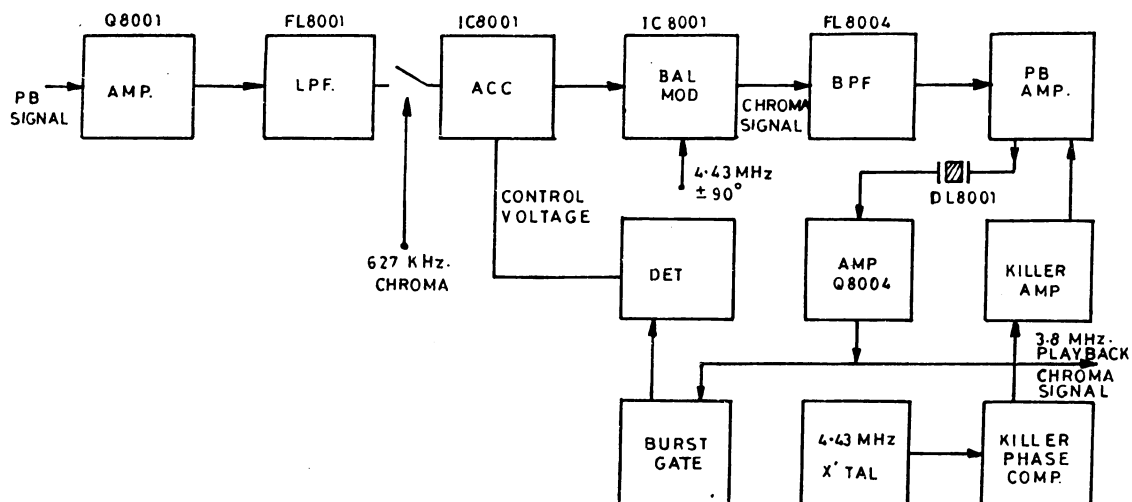 Q8001
FL8001
IC8001
IC 8001
FL8004
PB
SIGNAL
AMP.
LPF.
ACC
BAL
MOD
CHROMA
SIGNAL
BPF
PB
AMP.
CONTROL
VOLTAGE
4·43 MHz
± 90°
DL8001
627 KHz.
CHROMA
DET
AMP
Q8004
KILLER
AMP
3·8 MHz.
PLAYBACK
CHROMA
SIGNAL
BURST
GATE
4·43 MHz
X' TAL
KILLER
PHASE
COMP.